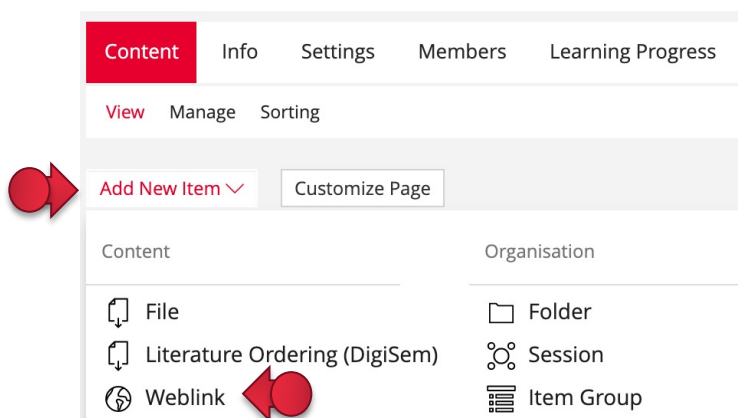 Content Info Settings Members Learning Progress
View Manage Sorting
Add New Item Customize Page
Content Organisation
File Folder
Literature Ordering (DigiSem) Session
Weblink Item Group